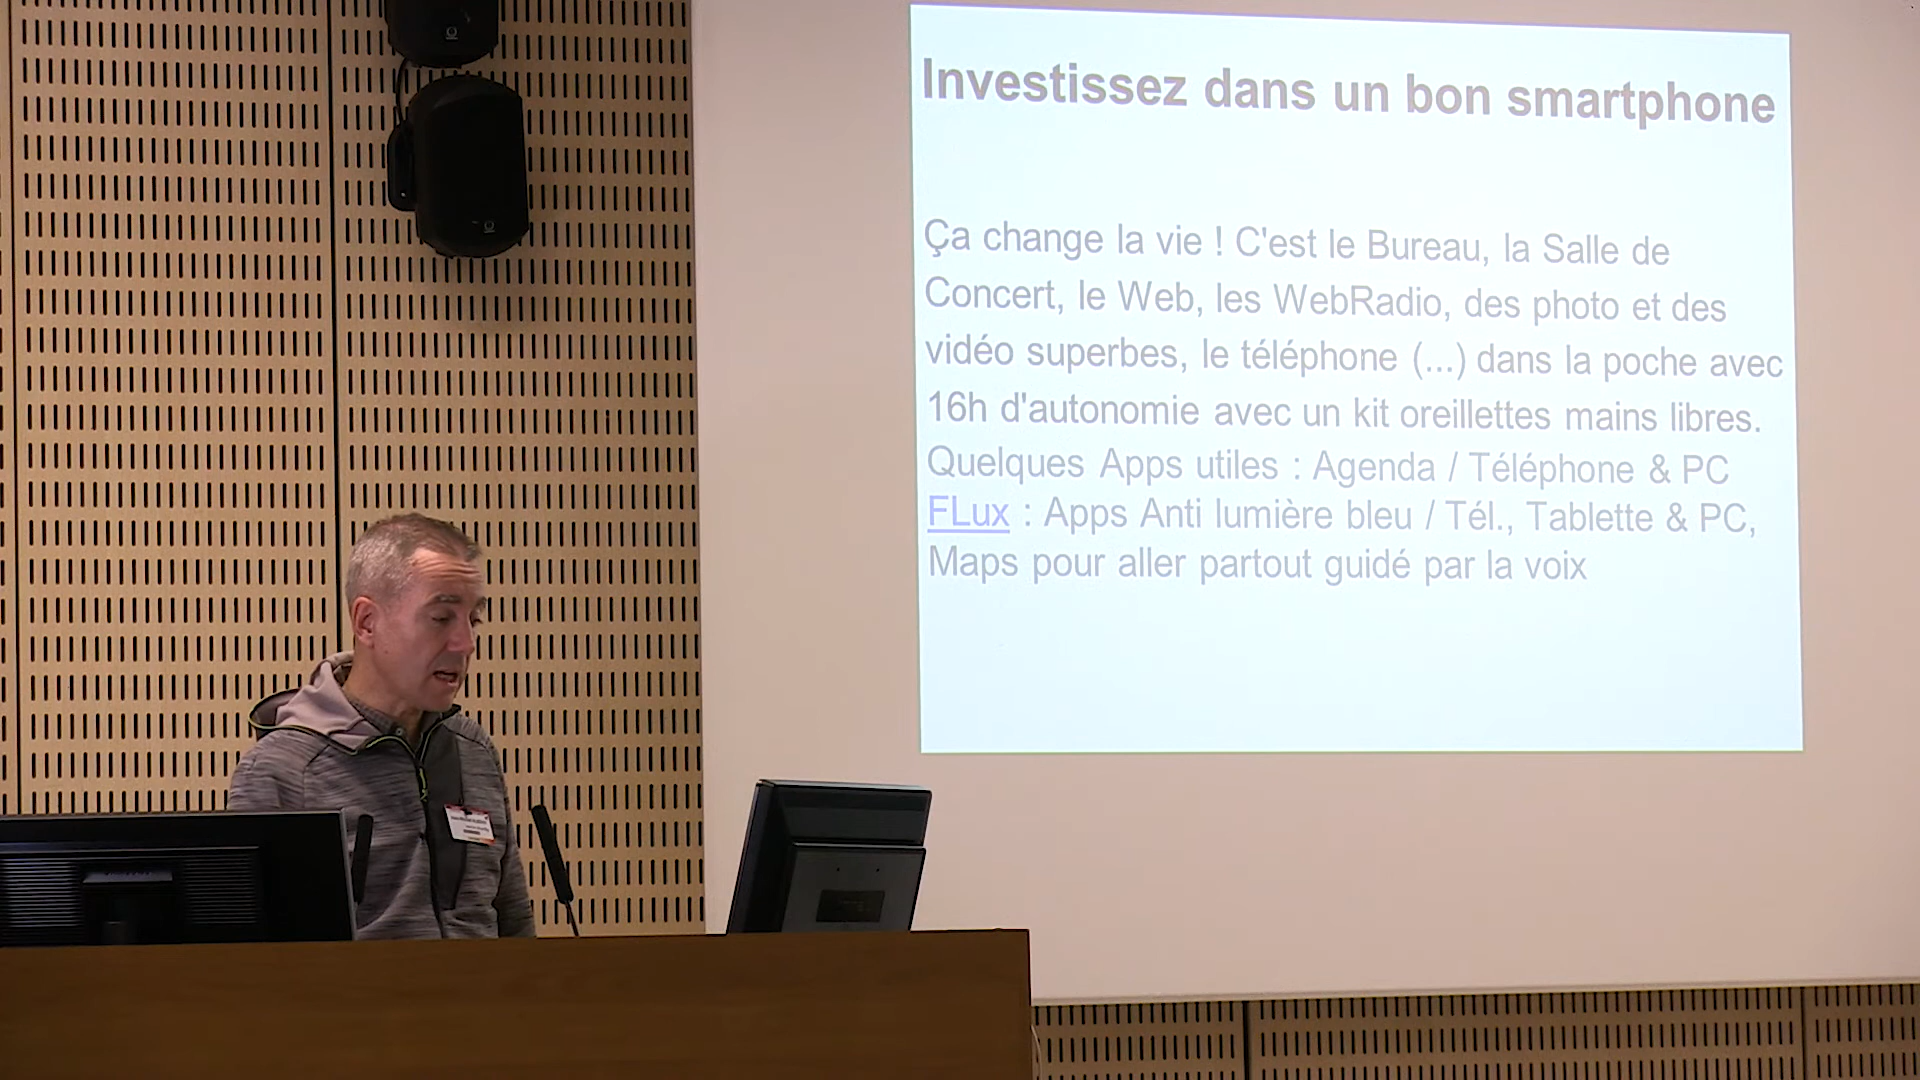 Investissez dans un bon smartphone
Ça change la vie ! C'est le Bureau, la Salle de
Concert, le Web, les WebRadio, des photo et des
vidéo superbes, le téléphone (...) dans la poche avec
16h d'autonomie avec un kit oreillettes mains libres.
Quelques Apps utiles : Agenda / Téléphone & PC
FLux : Apps Anti lumière bleu / Tél., Tablette & PC,
Maps pour aller partout guidé par la voix